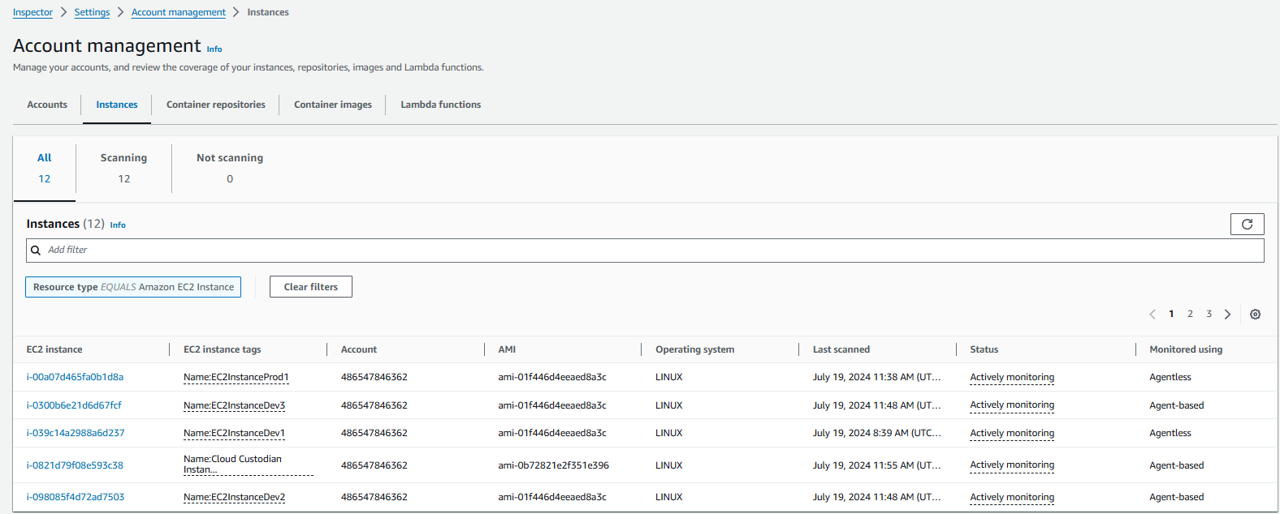 Inspector > Settings > Account management > Instances
Account management Info
Manage your accounts, and review the coverage of your instances, repositories, images and Lambda functions.
Accounts Instances Container repositories Container images Lambda functions
All Scanning Not scanning
12 12 0
Instances (12) Info
Add filter
Resource type EQUALS Amazon EC2 Instance Clear filters
1 2 3
EC2 instance EC2 instance tags Account AMI Operating system Last scanned Status Monitored using
i-00a07d465fa0b1d8a Name:EC2InstanceProd1 486547846362 ami-01f446d4eeaed8a3c LINUX July 19, 2024 11:38 AM (UT... Actively monitoring Agentless
i-0300b6e21d6d67fcf Name:EC2InstanceDev3 486547846362 ami-01f446d4eeaed8a3c LINUX July 19, 2024 11:48 AM (UT... Actively monitoring Agent-based
i-039c14a2988a6d237 Name:EC2InstanceDev1 486547846362 ami-01f446d4eeaed8a3c LINUX July 19, 2024 8:39 AM (UTC... Actively monitoring Agentless
i-0821d79f08e593c38 Name:Cloud Custodian Instan... 486547846362 ami-0b72821e2f351e396 LINUX July 19, 2024 11:55 AM (UT... Actively monitoring Agent-based
i-098085f4d72ad7503 Name:EC2InstanceDev2 486547846362 ami-01f446d4eeaed8a3c LINUX July 19, 2024 11:48 AM (UT... Actively monitoring Agent-based